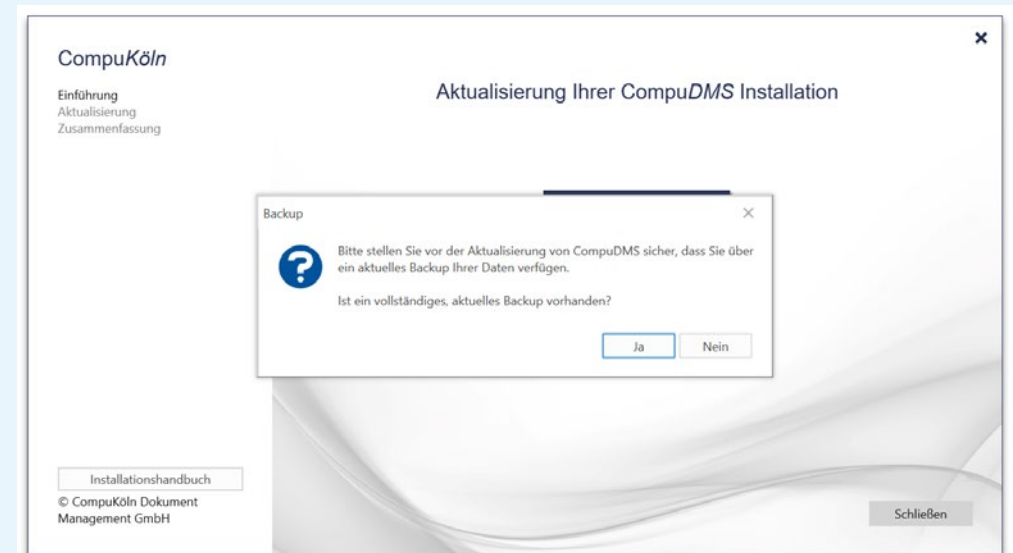 CompuKöln
Einführung
Aktualisierung
Zusammenfassung
Aktualisierung Ihrer CompuDMS Installation
Backup
Bitte stellen Sie vor der Aktualisierung von CompuDMS sicher, dass Sie über
ein aktuelles Backup Ihrer Daten verfügen.
Ist ein vollständiges, aktuelles Backup vorhanden?
Ja
Nein
Installationshandbuch
© CompuKöln Dokument
Management GmbH
Schließen